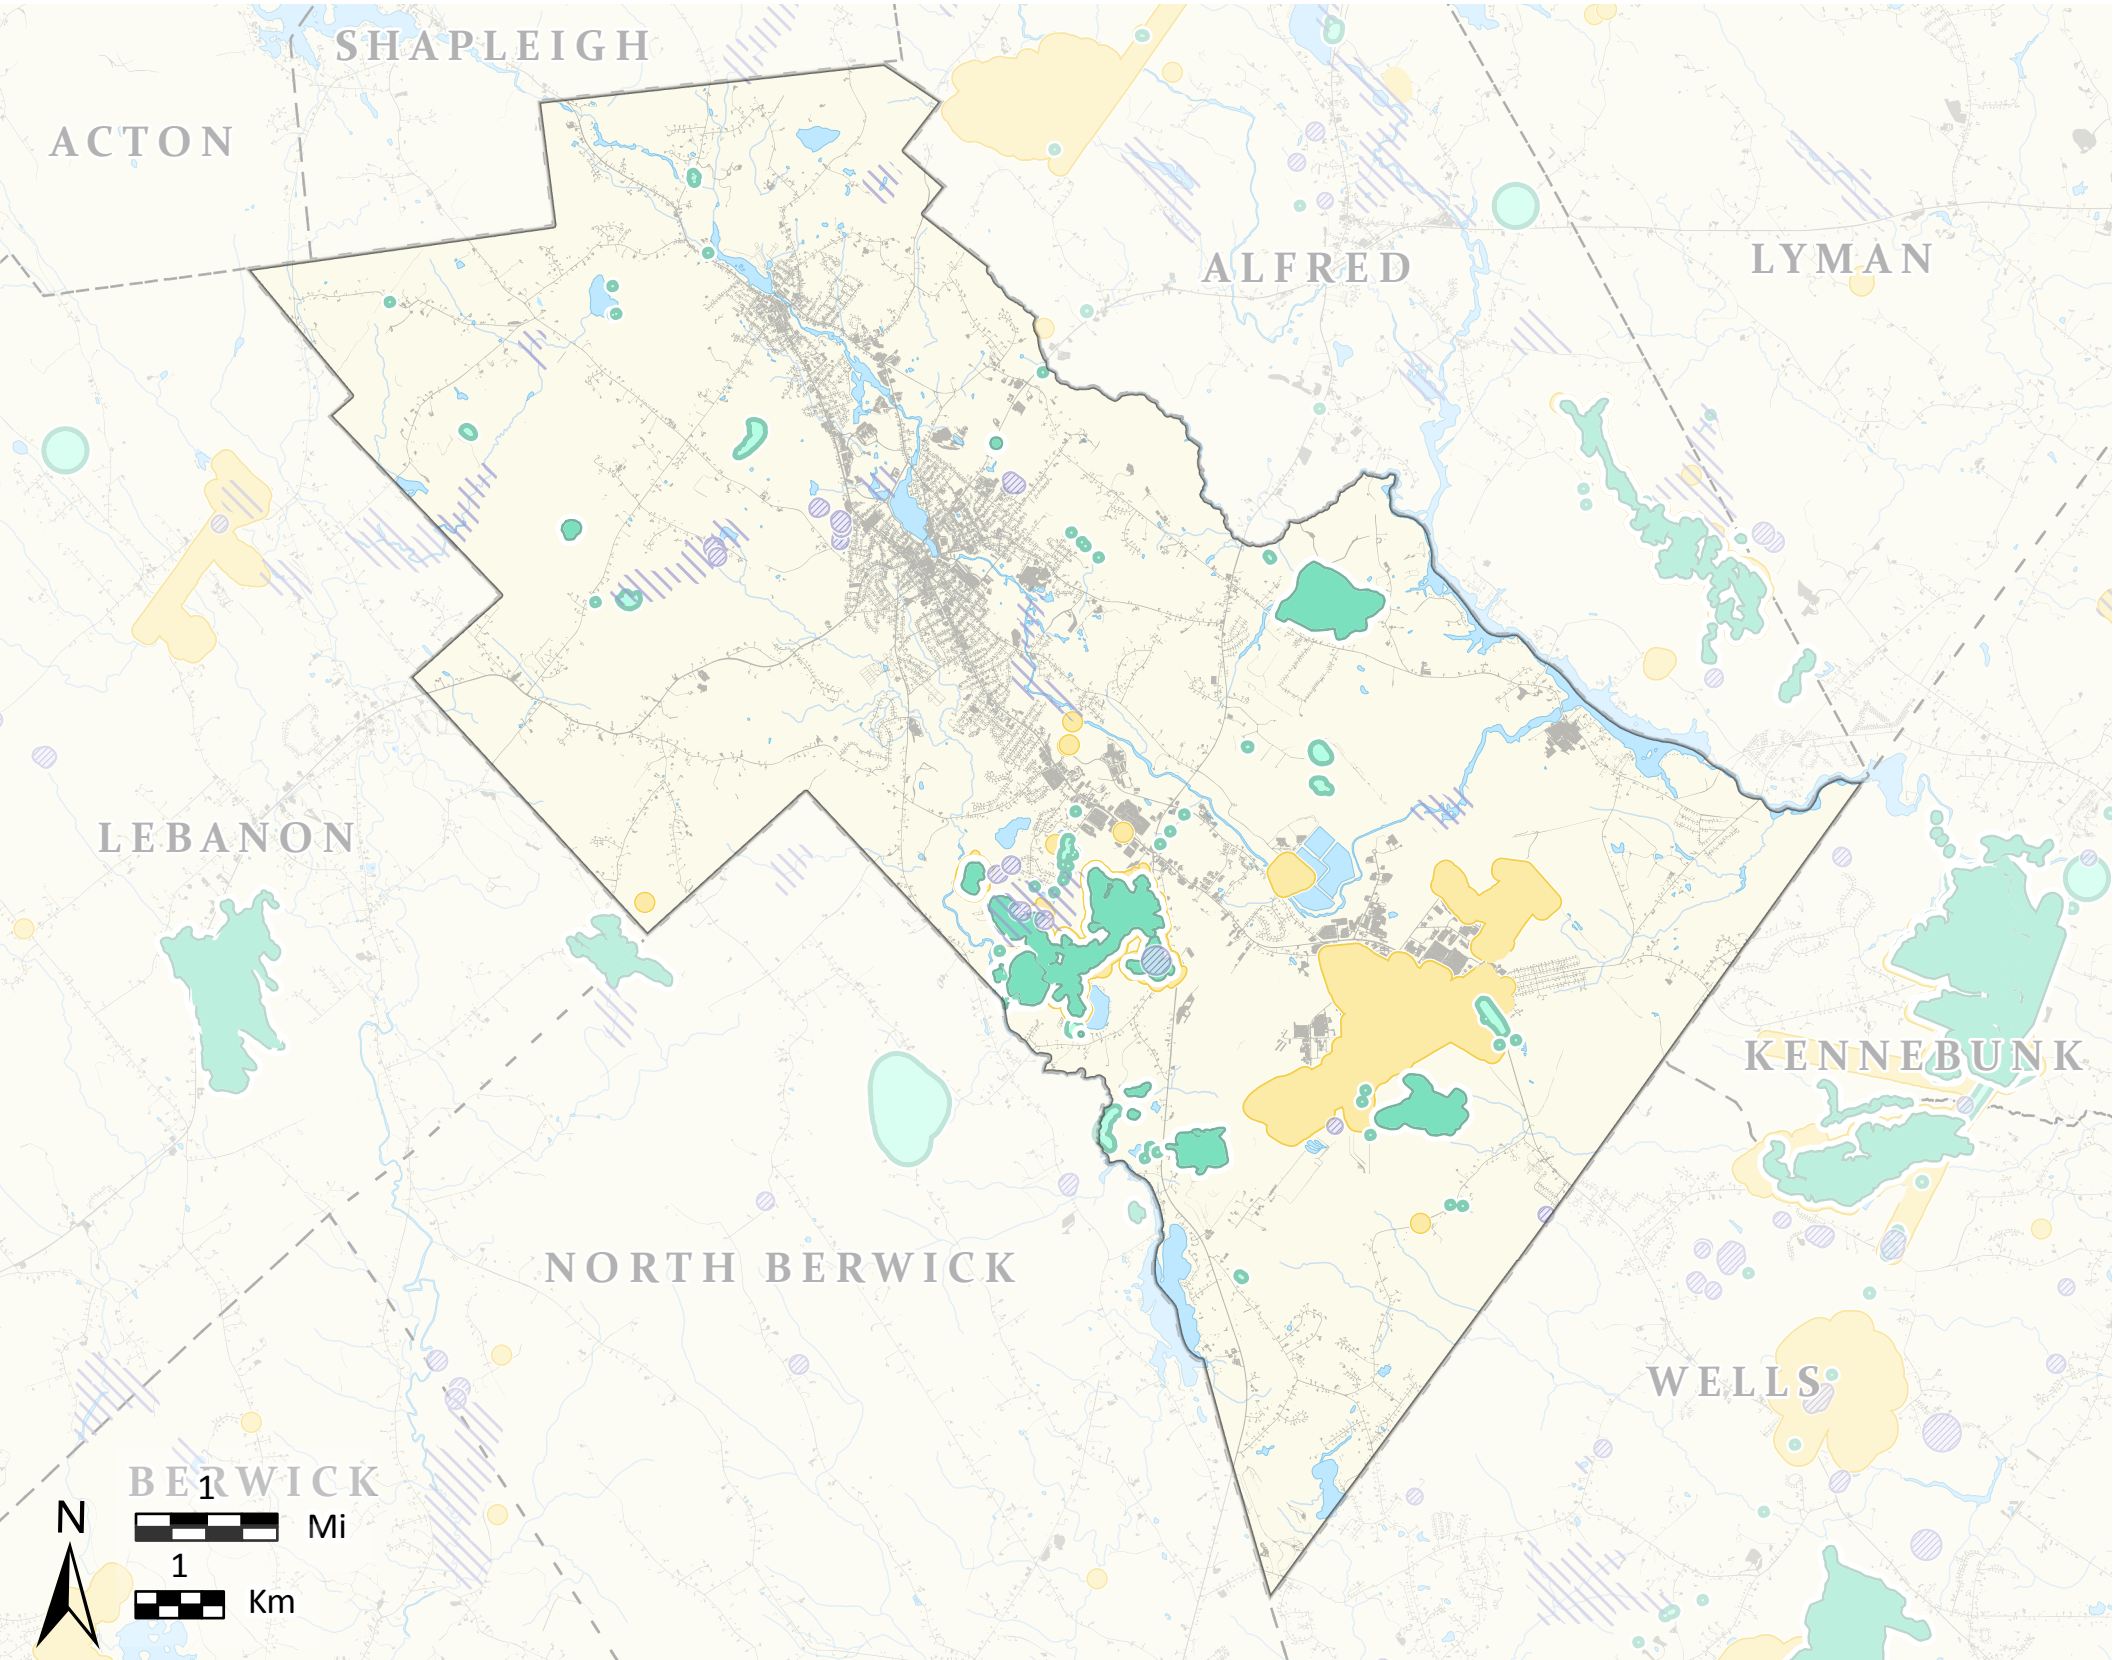 SHAPLEIGH
ACTON
ALFRED
LYMAN
LEBANON
KENNEBUNK
NORTH BERWICK
WELLS
BERWICK
N
1
Mi
1
Km